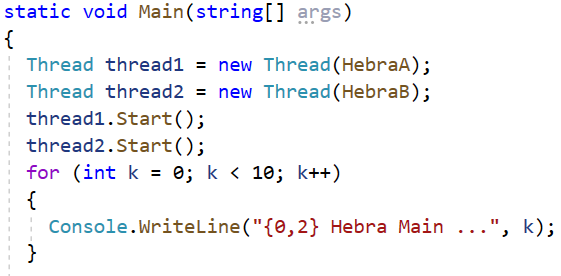 static void Main(string[] args)
{
Thread thread1 = new Thread(HebraA);
Thread thread2 = new Thread(HebraB);
thread1.Start();
thread2.Start();
for (int k = 0; k < 10; k++)
{
Console.WriteLine("{0,2} Hebra Main ...", k);
}